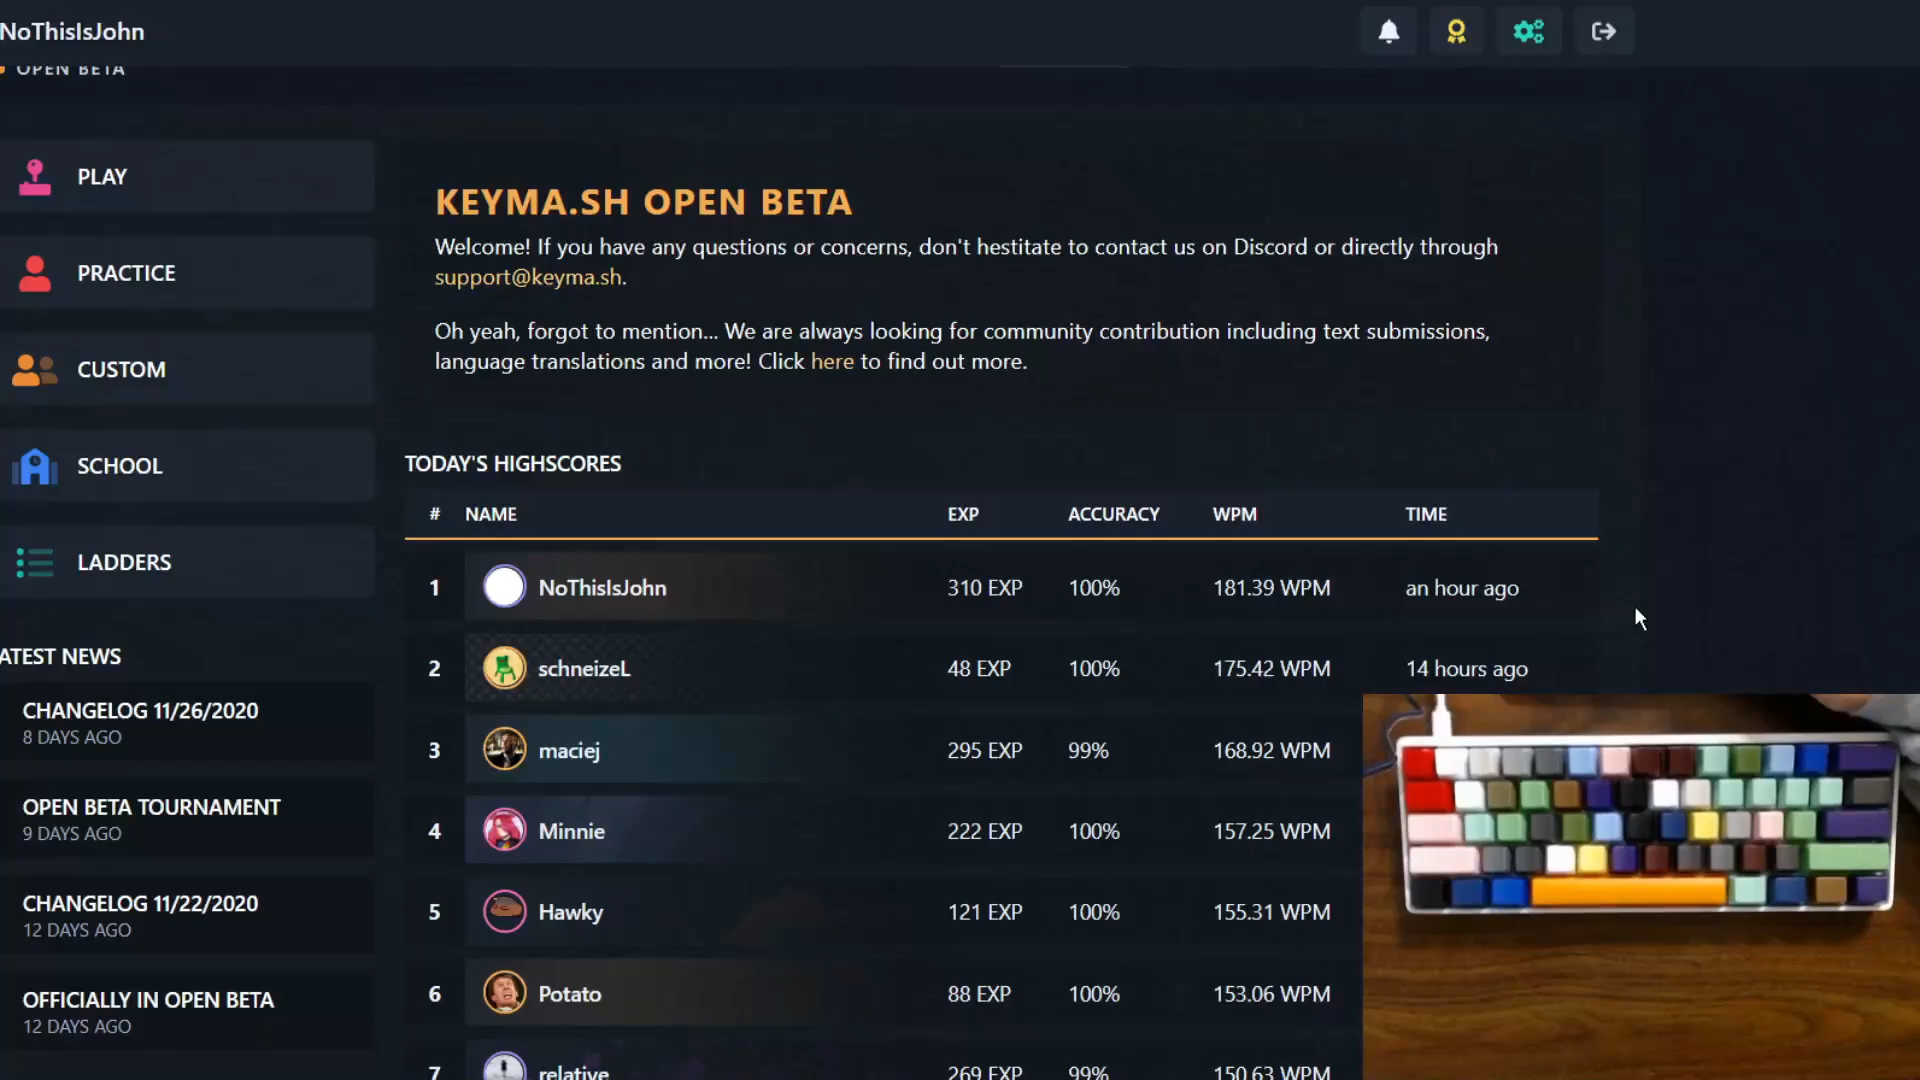 NoThisIsJohn
OPEN BETA
PLAY
PRACTICE
CUSTOM
SCHOOL
LADDERS
ATEST NEWS
CHANGELOG 11/26/2020
8 DAYS AGO
OPEN BETA TOURNAMENT
9 DAYS AGO
CHANGELOG 11/22/2020
12 DAYS AGO
OFFICIALLY IN OPEN BETA
12 DAYS AGO
KEYMA.SH OPEN BETA
Welcome! If you have any questions or concerns, don't hestitate to contact us on Discord or directly through
support@keyma.sh.
Oh yeah, forgot to mention... We are always looking for community contribution including text submissions,
language translations and more! Click here to find out more.
TODAY'S HIGHSCORES
# NAME EXP ACCURACY WPM TIME
1 NoThisIsJohn 310 EXP 100% 181.39 WPM an hour ago
2 schneizeL 48 EXP 100% 175.42 WPM 14 hours ago
3 maciej 295 EXP 99% 168.92 WPM
4 Minnie 222 EXP 100% 157.25 WPM
5 Hawky 121 EXP 100% 155.31 WPM
6 Potato 88 EXP 100% 153.06 WPM
7 relative 269 EXP 99% 150.63 WPM